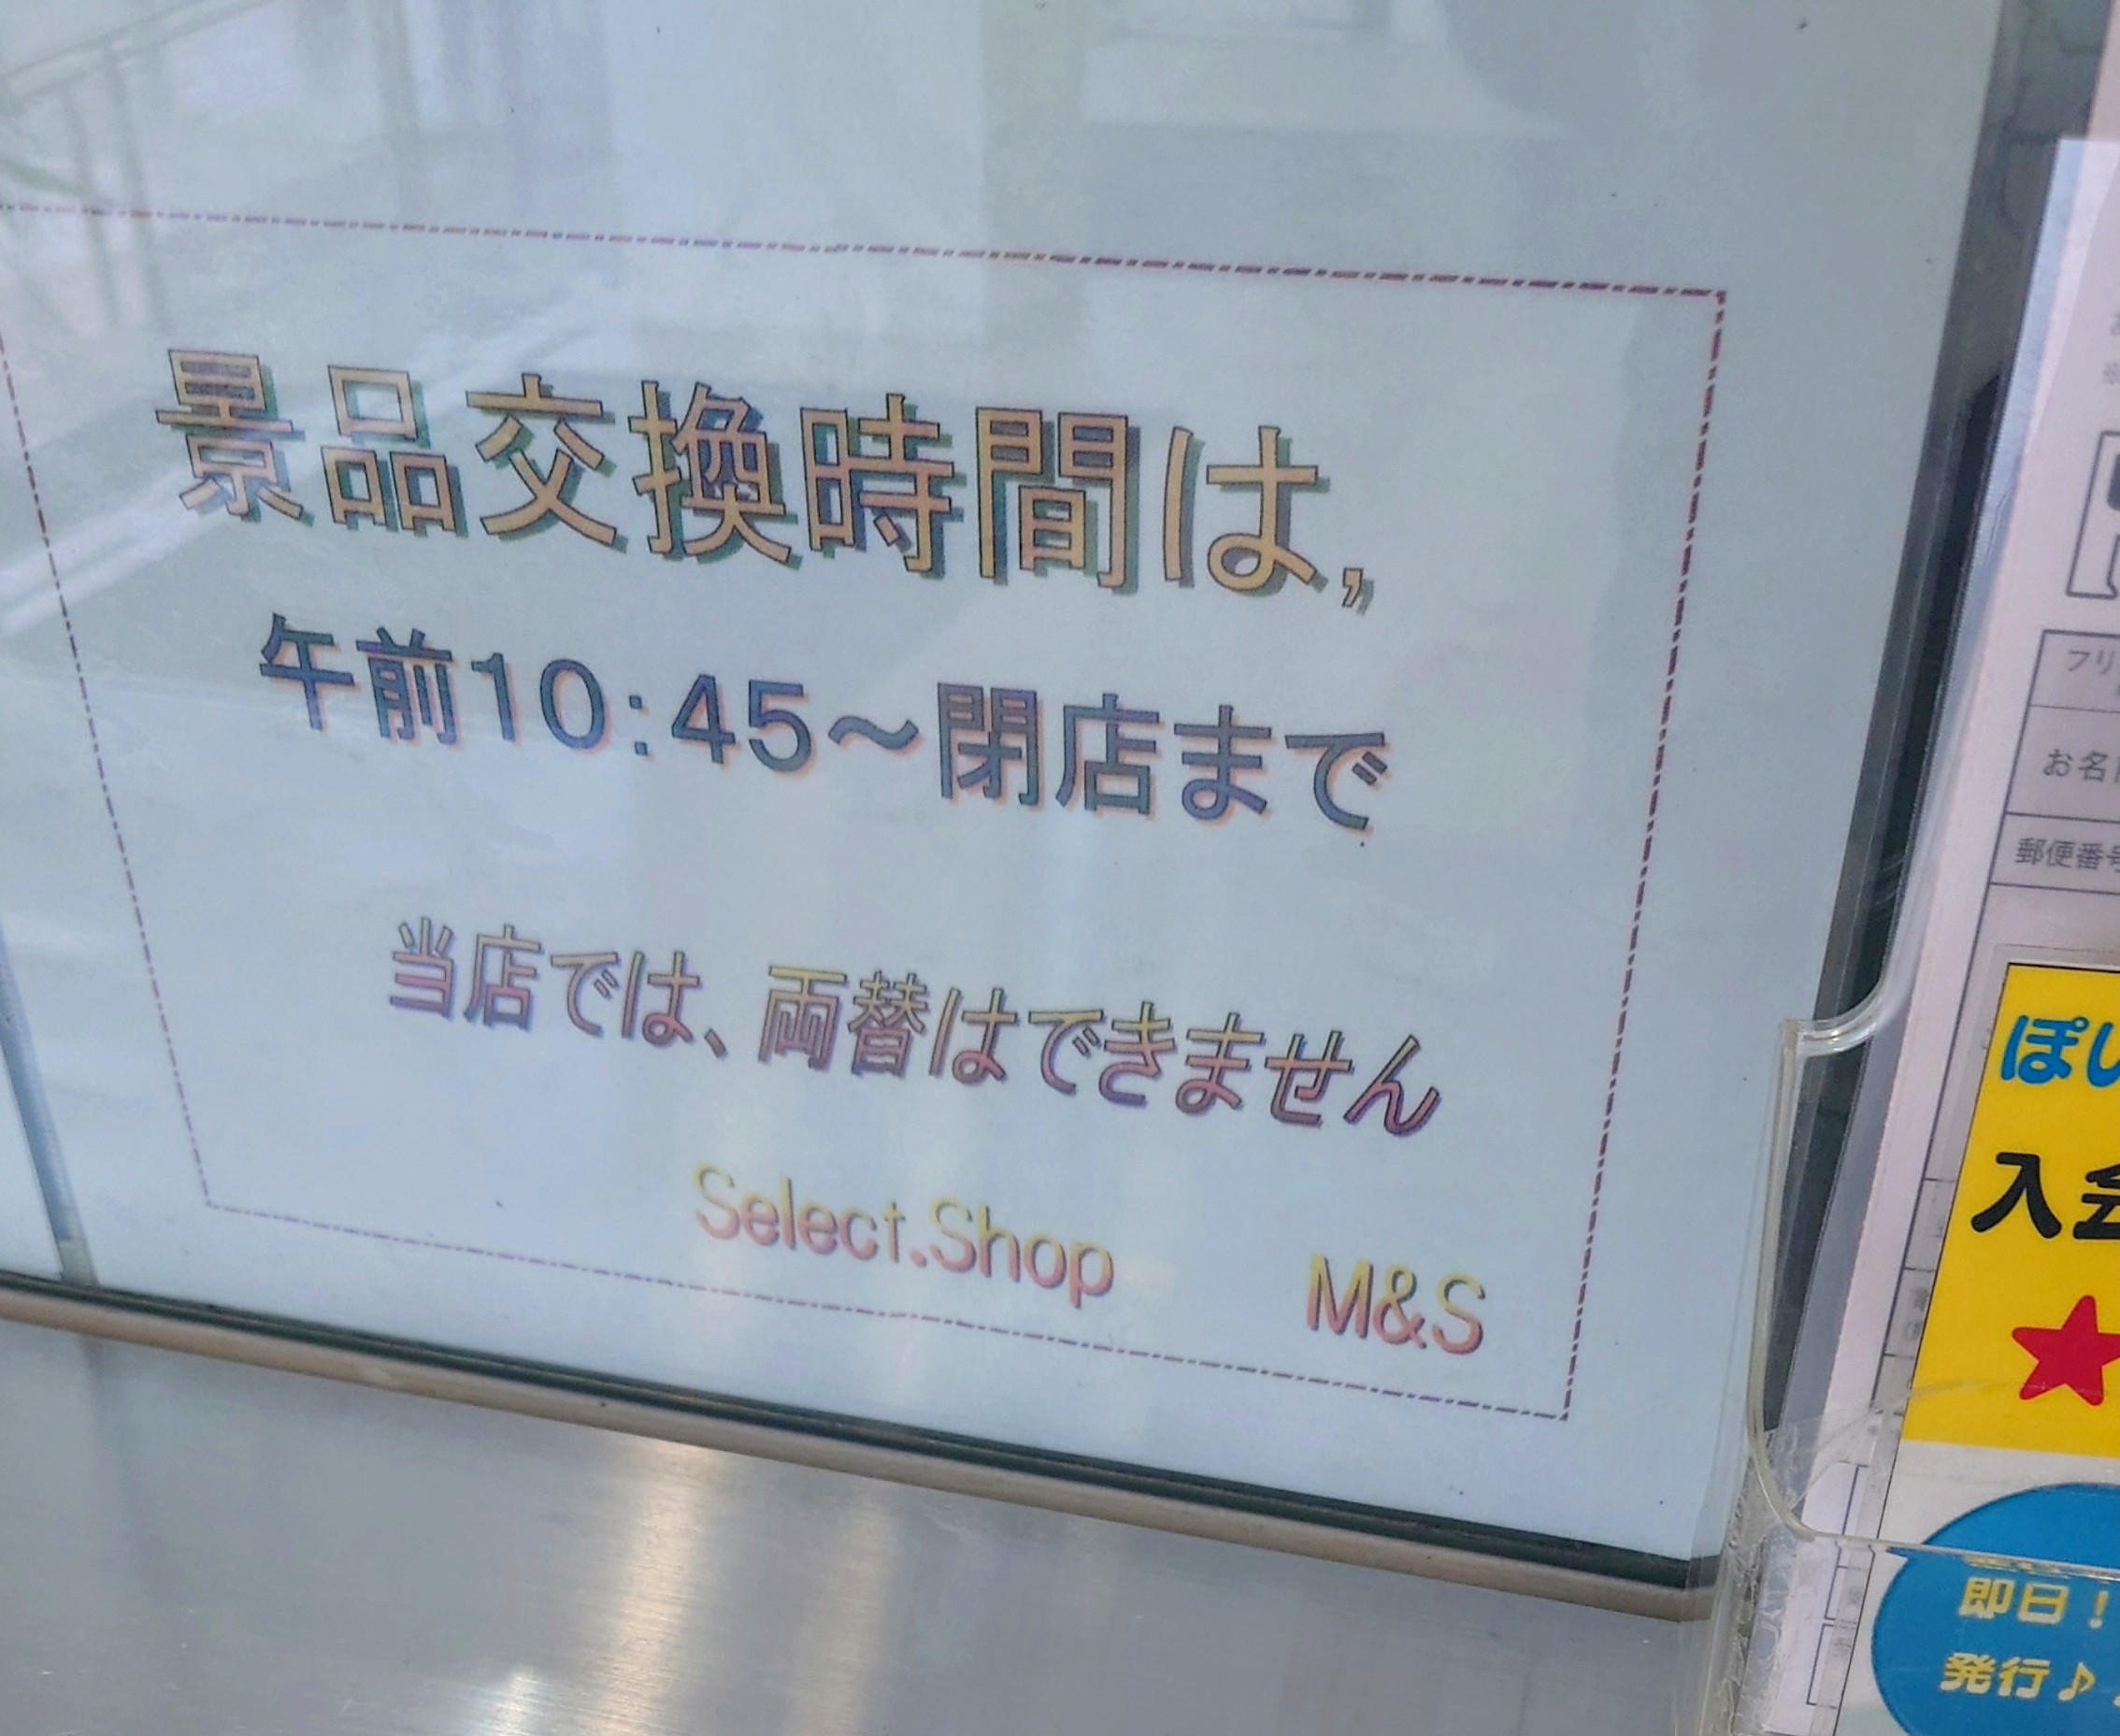 景品交換時間は,
午前10:45~閉店まで
当店では、両替はできません
Select.Shop M&S
フリ
お名
郵便番号
ぽい
入会
★
即日!
発行♪